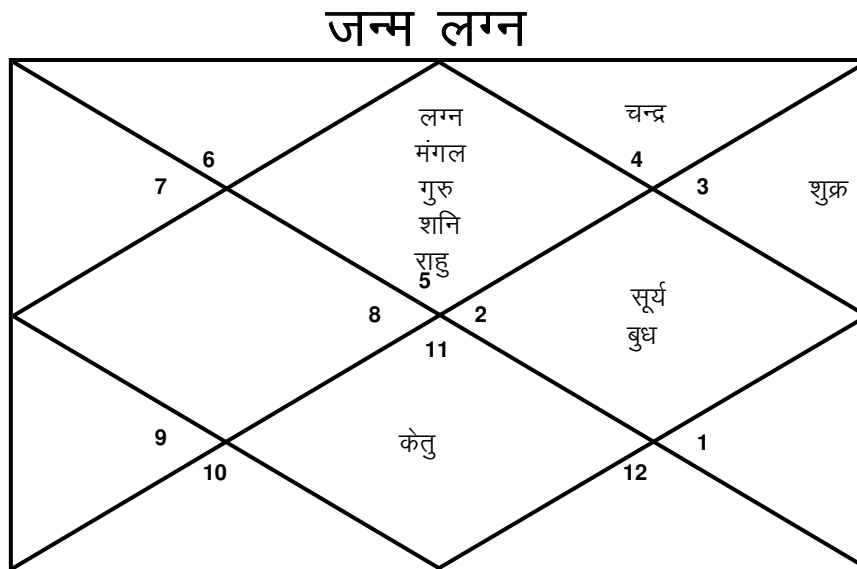 जन्म लग्न
लग्न
मंगल
गुरु
शनि
राहु
5
चन्द्र
4
3
शुक्र
6
7
8
2
सूर्य
बुध
11
केतु
9
10
12
1